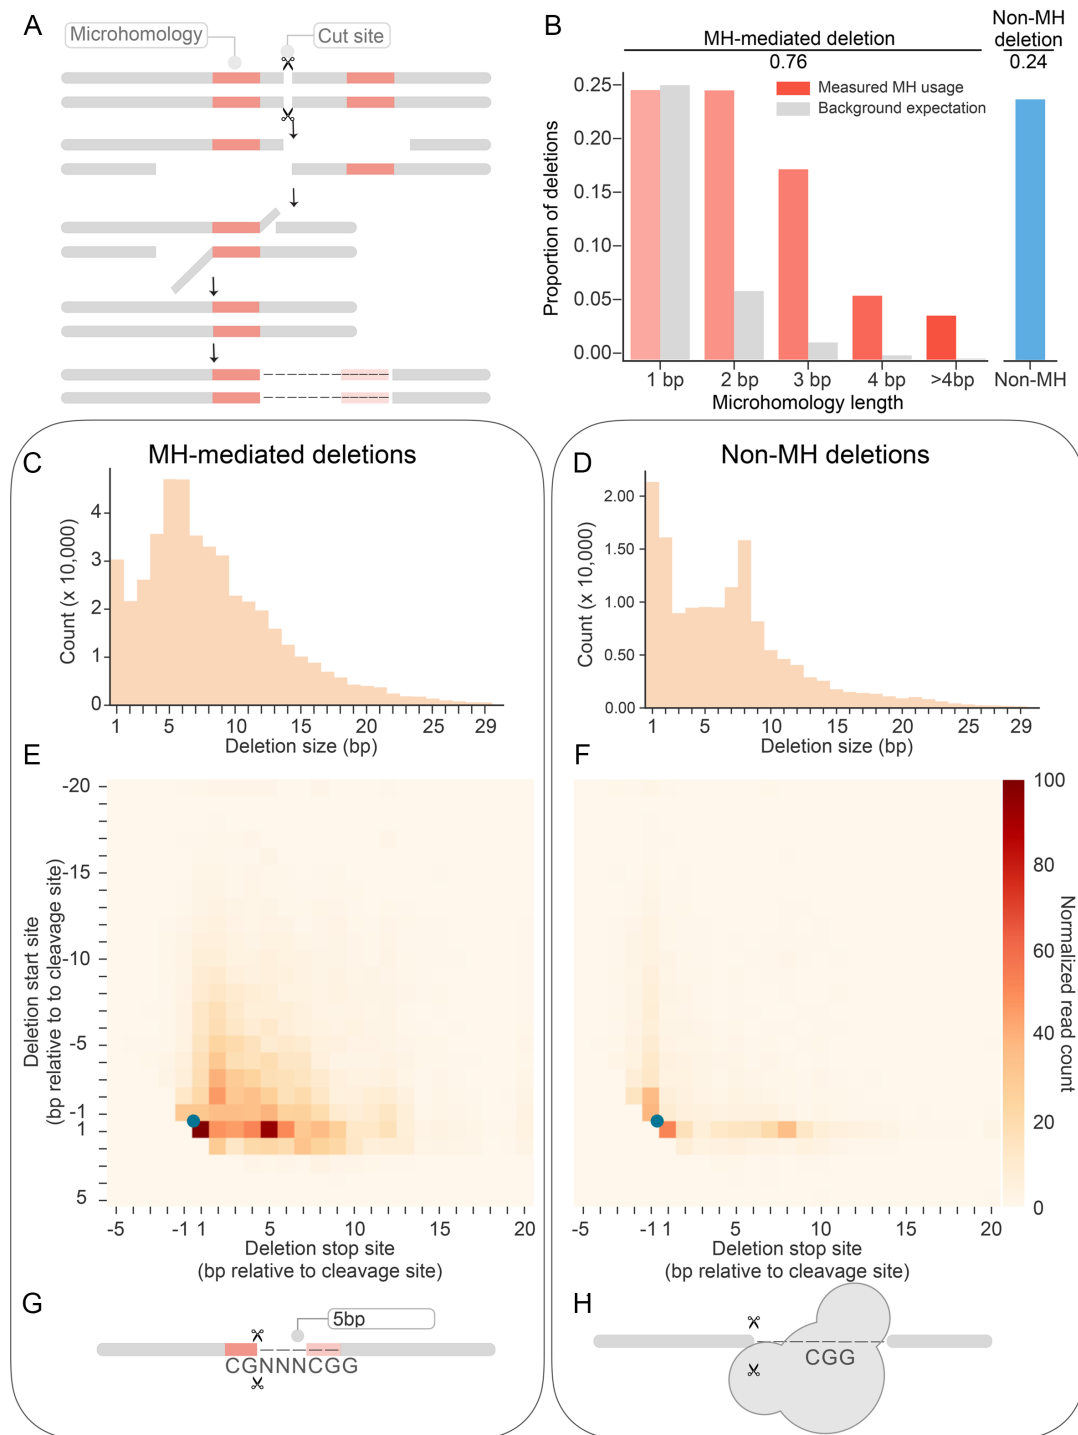 A
Microhomology
Cut site
B
MH-mediated deletion
0.76
Non-MH
deletion
0.24
Measured MH usage
Background expectation
Proportion of deletions
0.25
0.20
0.15
0.10
0.05
0.00
1 bp 2 bp 3 bp 4 bp >4bp Non-MH
Microhomology length
C
MH-mediated deletions
Count (x 10,000)
4
3
2
1
0
1 5 10 15 20 25 29
Deletion size (bp)
D
Non-MH deletions
Count (x 10,000)
2.00
1.50
1.00
0.50
0.00
1 5 10 15 20 25 29
Deletion size (bp)
E
Deletion start site
(bp relative to to cleavage site)
-20
-15
-10
-5
-1
1
5
-5 -1 1 5 10 15 20
Deletion stop site
(bp relative to cleavage site)
F
-5 -1 1 5 10 15 20
Deletion stop site
(bp relative to cleavage site)
100
80
60
40
20
0
Normalized read count
G
5bp
CGNNNCGG
H
CGG